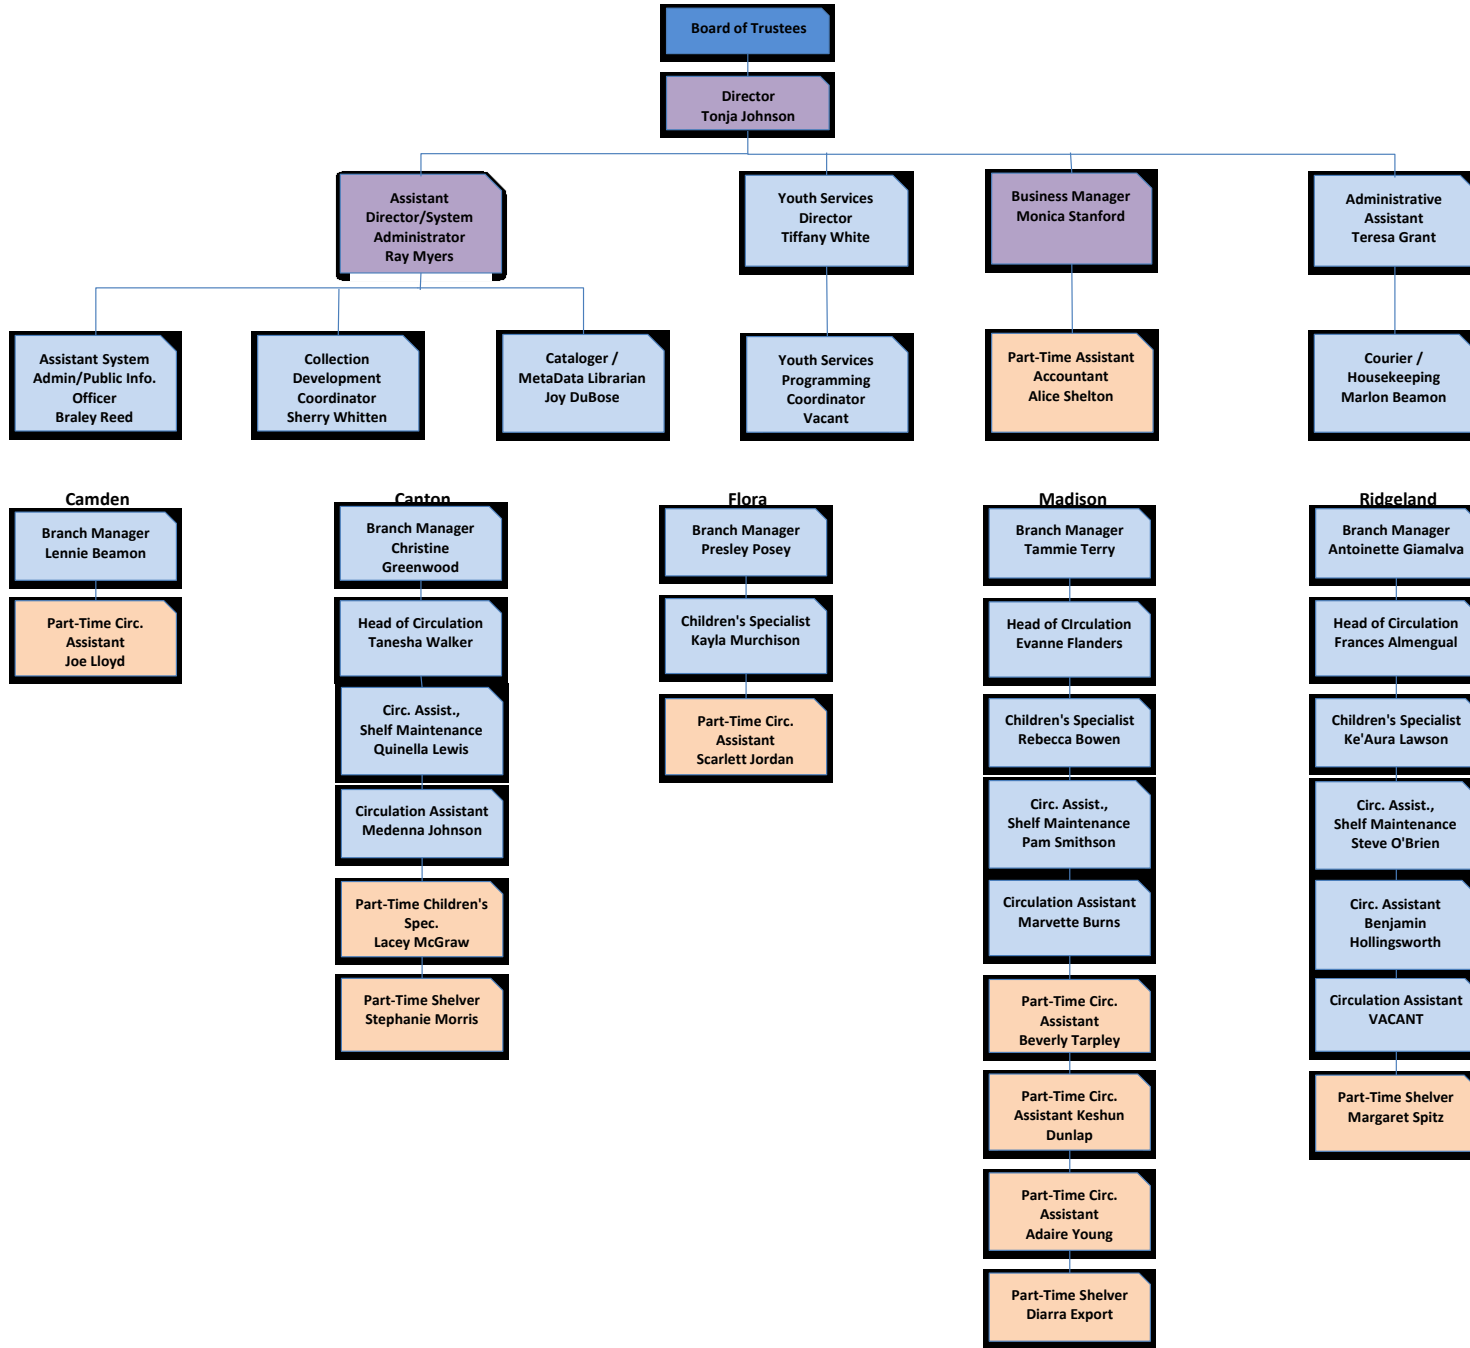 Board of Trustees
Director
Tonja Johnson
Assistant
Director/System
Administrator
Ray Myers
Youth Services
Director
Tiffany White
Business Manager
Monica Stanford
Administrative
Assistant
Teresa Grant
Assistant System
Admin/Public Info.
Officer
Braley Reed
Collection
Development
Coordinator
Sherry Whitten
Cataloger /
MetaData Librarian
Joy DuBose
Youth Services
Programming
Coordinator
Vacant
Part-Time Assistant
Accountant
Alice Shelton
Courier /
Housekeeping
Marlon Beamon
Camden
Branch Manager
Lennie Beamon
Part-Time Circ.
Assistant
Joe Lloyd
Canton
Branch Manager
Christine
Greenwood
Head of Circulation
Tanesha Walker
Circ. Assist.,
Shelf Maintenance
Quinella Lewis
Circulation Assistant
Medenna Johnson
Part-Time Children's
Spec.
Lacey McGraw
Part-Time Shelver
Stephanie Morris
Flora
Branch Manager
Presley Posey
Children's Specialist
Kayla Murchison
Part-Time Circ.
Assistant
Scarlett Jordan
Madison
Branch Manager
Tammie Terry
Head of CIrculation
Evanne Flanders
Children's Specialist
Rebecca Bowen
Circ. Assist.,
Shelf Maintenance
Pam Smithson
Circulation Assistant
Marvette Burns
Part-Time Circ.
Assistant
Beverly Tarpley
Part-Time Circ.
Assistant Keshun
Dunlap
Part-Time Circ.
Assistant
Adaire Young
Part-Time Shelver
Diarra Export
Ridgeland
Branch Manager
Antoinette Giamalva
Head of Circulation
Frances Almengual
Children's Specialist
Ke'Aura Lawson
Circ. Assist.,
Shelf Maintenance
Steve O'Brien
Circ. Assistant
Benjamin
Hollingsworth
Circulation Assistant
VACANT
Part-Time Shelver
Margaret Spitz